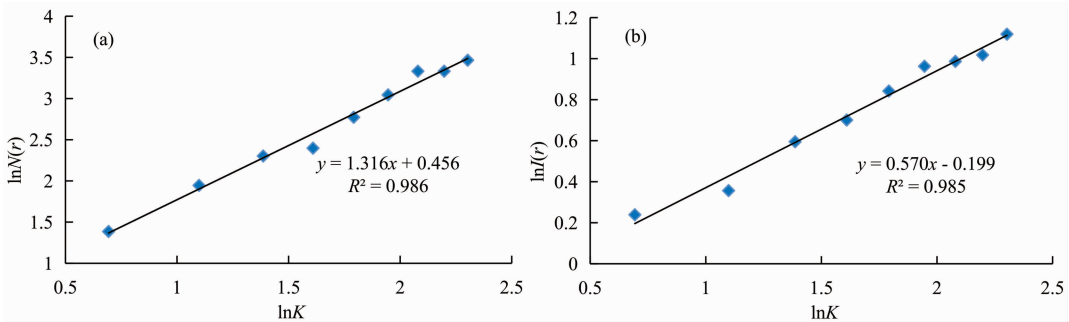 (a)
4
3.5
3
2.5
2
1.5
1
lnN(r)
y = 1.316x + 0.456
R² = 0.986
0.5 1 1.5 2 2.5
lnK
(b)
1.2
1
0.8
0.6
0.4
0.2
0
lnI(r)
y = 0.570x - 0.199
R² = 0.985
0.5 1 1.5 2 2.5
lnK